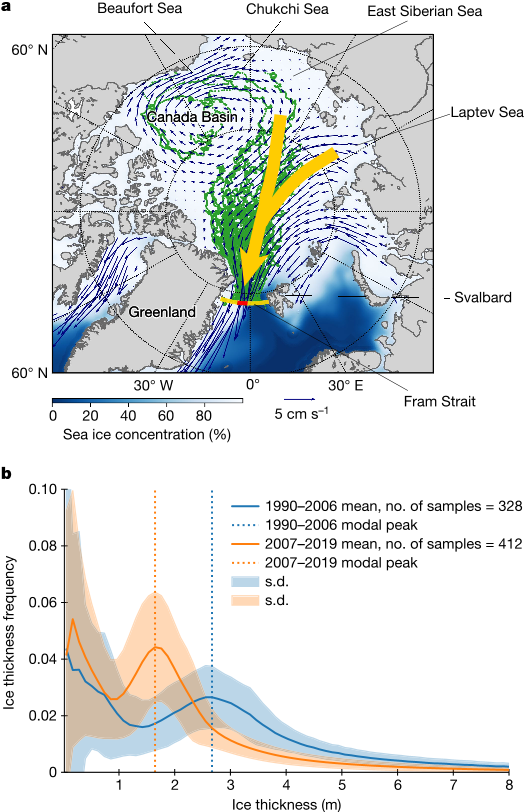 a
Beaufort Sea
Chukchi Sea
East Siberian Sea
60° N
Canada Basin
Laptev Sea
Svalbard
Greenland
60° N
30° W
0°
30° E
Fram Strait
0 20 40 60 80
5 cm s⁻¹
Sea ice concentration (%)
b
0.10
0.08
0.06
0.04
0.02
0
Ice thickness frequency
1990–2006 mean, no. of samples = 328
1990–2006 modal peak
2007–2019 mean, no. of samples = 412
2007–2019 modal peak
s.d.
s.d.
1 2 3 4 5 6 7 8
Ice thickness (m)